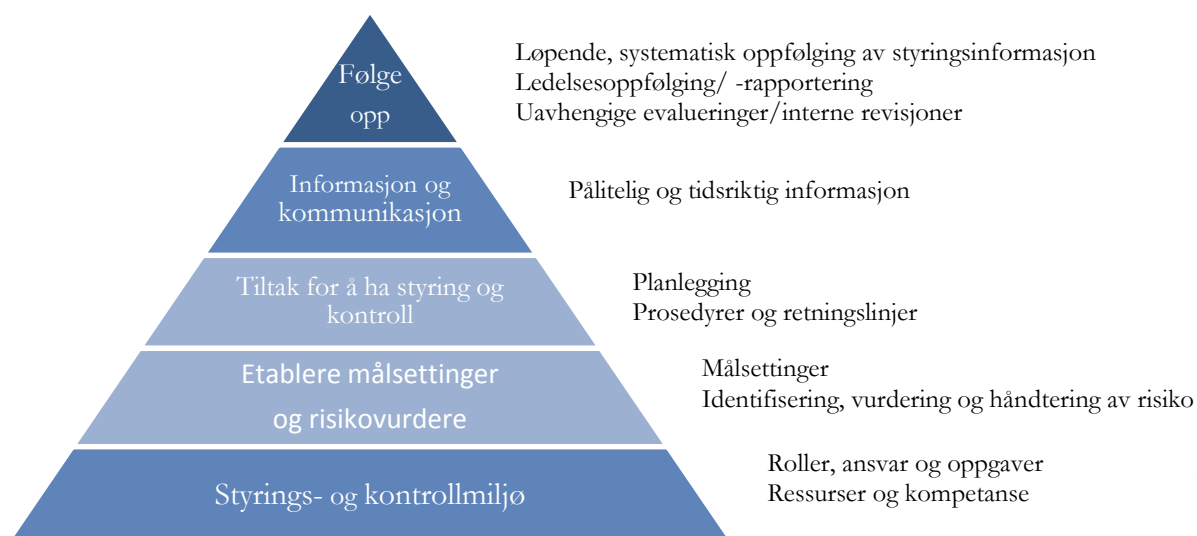 Følge
opp
Løpende, systematisk oppfølging av styringsinformasjon
Ledelsesoppfølging/ -rapportering
Uavhengige evalueringer/interne revisjoner
Informasjon og
kommunikasjon
Pålitelig og tidsriktig informasjon
Tiltak for å ha styring og
kontroll
Planlegging
Prosedyrer og retningslinjer
Etablere målsettinger
og risikovurdere
Målsettinger
Identifisering, vurdering og håndtering av risiko
Styrings- og kontrollmiljø
Roller, ansvar og oppgaver
Ressurser og kompetanse